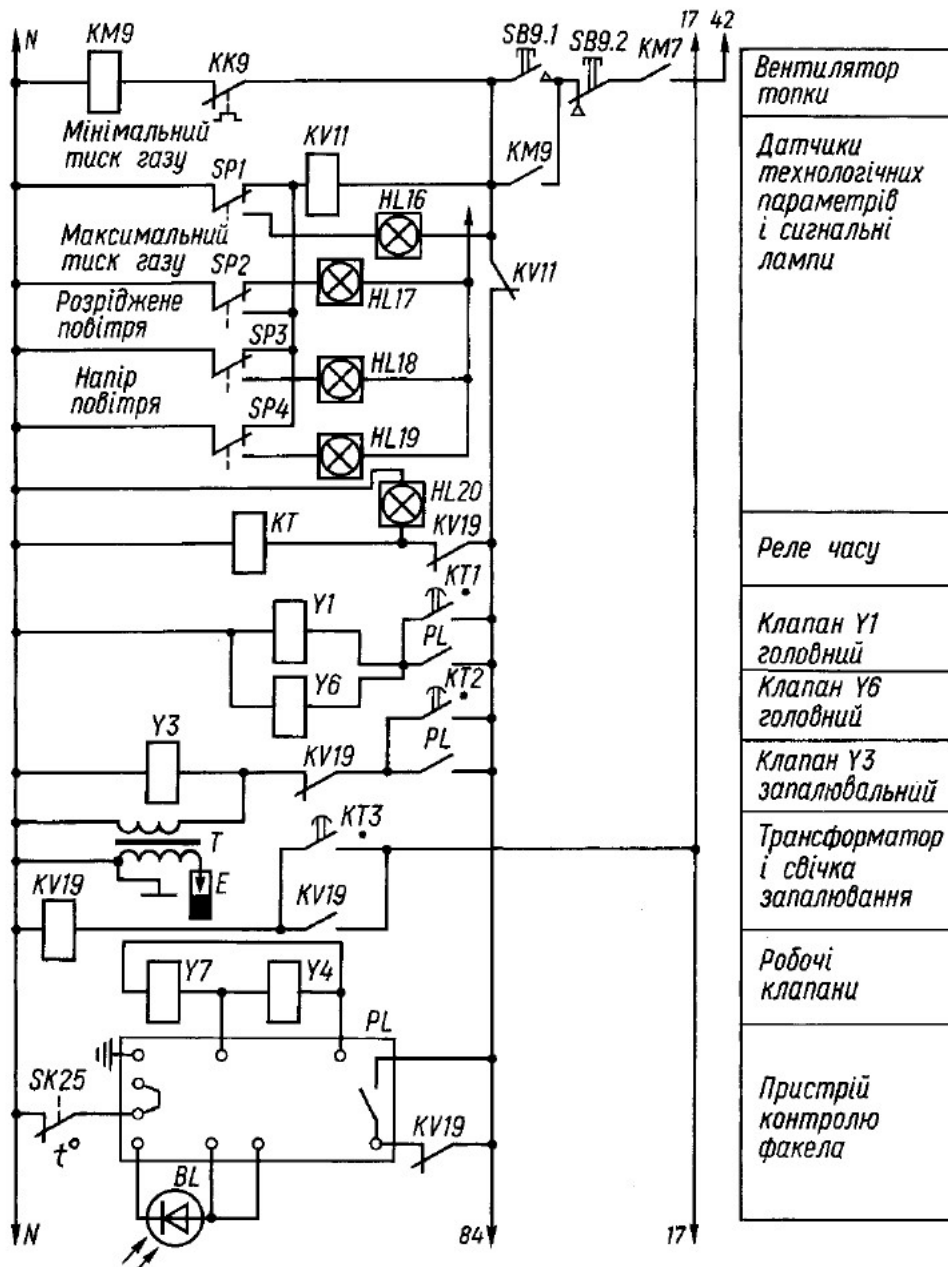 N
KM9
KK9
SB9.1
SB9.2
KM7
17
42
Вентилятор
топки
Мінімальний
тиск газу
SP1
KV11
KM9
HL16
Датчики
технологічних
параметрів
і сигнальні
лампи
Максимальний
тиск газу
SP2
HL17
KV11
Розріджене
повітря
SP3
HL18
Напір
повітря
SP4
HL19
HL20
KT
KV19
Реле часу
Y1
KT1
PL
Клапан Y1
головний
Y6
KT2
Клапан Y6
головний
Y3
KV19
PL
Клапан Y3
запалювальний
T
KT3
E
Трансформатор
і свічка
запалювання
KV19
KV19
Y7
Y4
Робочі
клапани
PL
SK25
t°
KV19
Пристрій
контролю
факела
BL
N
84
17